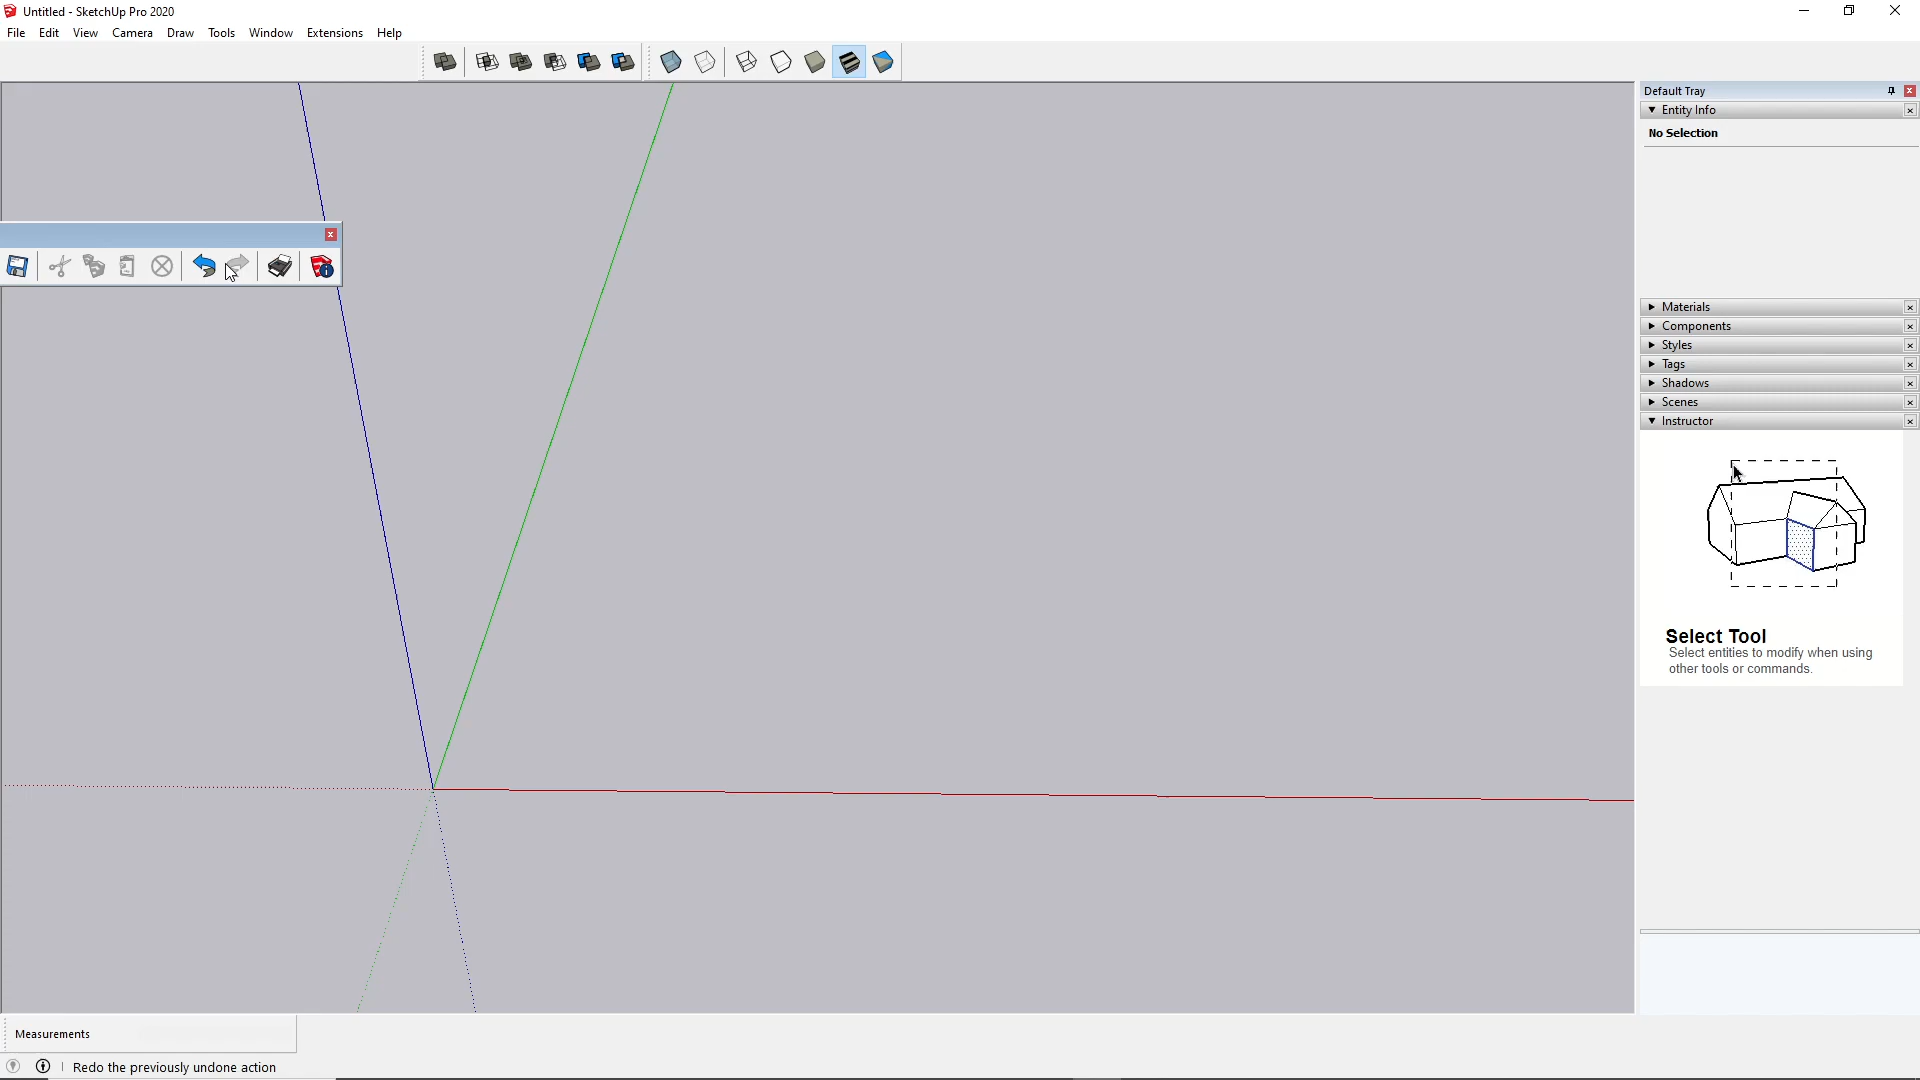 Untitled - SketchUp Pro 2020
File Edit View Camera Draw Tools Window Extensions Help
Default Tray
Entity Info
No Selection
Materials
Components
Styles
Tags
Shadows
Scenes
Instructor
Select Tool
Select entities to modify when using
other tools or commands.
Measurements
Redo the previously undone action